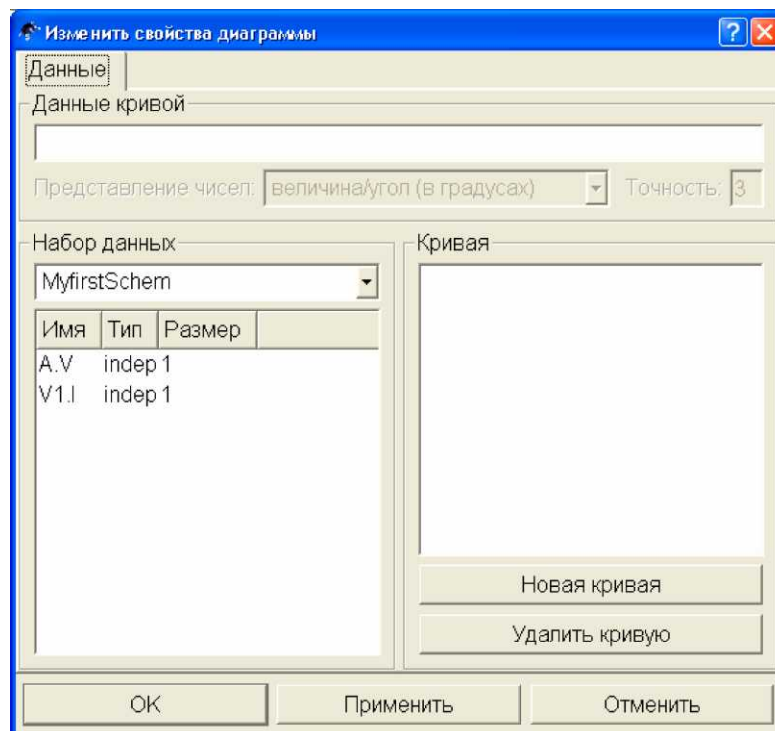 Изменить свойства диаграммы
Данные
Данные кривой
Представление чисел: величина/угол (в градусах) Точность: 3
Набор данных
MyfirstSchem
Имя Тип Размер
A.V indep 1
V1.I indep 1
Кривая
Новая кривая
Удалить кривую
OK Применить Отменить